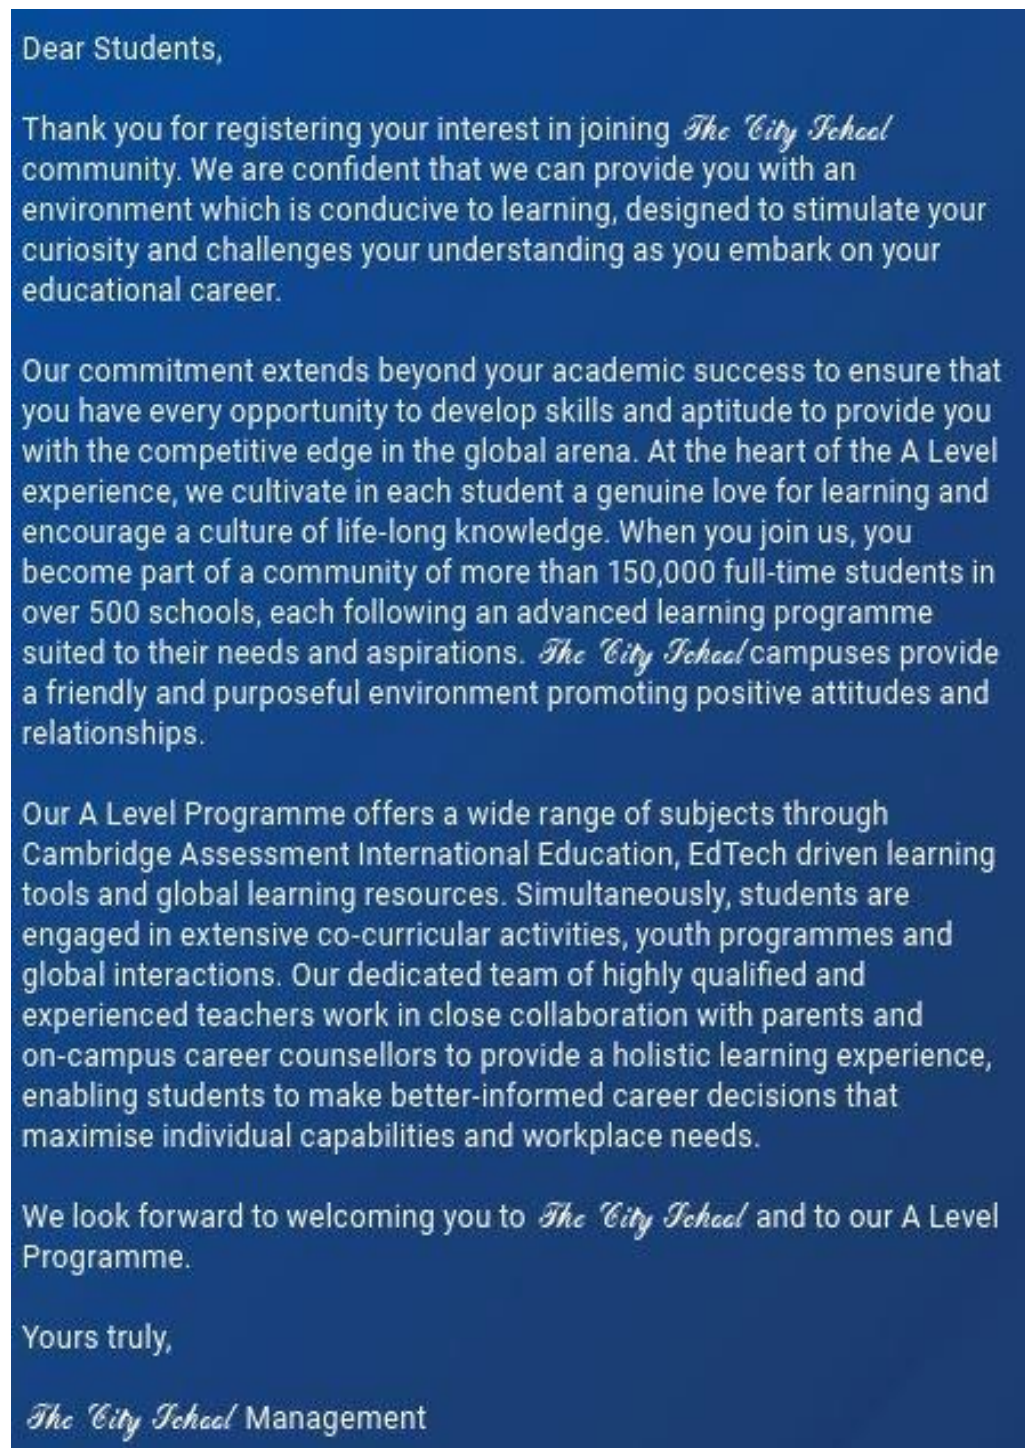 Dear Students,
Thank you for registering your interest in joining The City School
community. We are confident that we can provide you with an
environment which is conducive to learning, designed to stimulate your
curiosity and challenges your understanding as you embark on your
educational career.
Our commitment extends beyond your academic success to ensure that
you have every opportunity to develop skills and aptitude to provide you
with the competitive edge in the global arena. At the heart of the A Level
experience, we cultivate in each student a genuine love for learning and
encourage a culture of life-long knowledge. When you join us, you
become part of a community of more than 150,000 full-time students in
over 500 schools, each following an advanced learning programme
suited to their needs and aspirations. The City School campuses provide
a friendly and purposeful environment promoting positive attitudes and
relationships.
Our A Level Programme offers a wide range of subjects through
Cambridge Assessment International Education, EdTech driven learning
tools and global learning resources. Simultaneously, students are
engaged in extensive co-curricular activities, youth programmes and
global interactions. Our dedicated team of highly qualified and
experienced teachers work in close collaboration with parents and
on-campus career counsellors to provide a holistic learning experience,
enabling students to make better-informed career decisions that
maximise individual capabilities and workplace needs.
We look forward to welcoming you to The City School and to our A Level
Programme.
Yours truly,
The City School Management